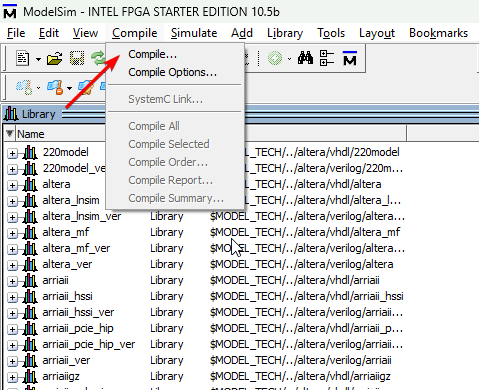 ModelSim - INTEL FPGA STARTER EDITION 10.5b
File Edit View Compile Simulate Add Library Tools Layout Bookmarks
Compile...
Compile Options...
SystemC Link...
Compile All
Compile Selected
Compile Order...
Compile Report...
Compile Summary...
Library
Name
220model MODEL_TECH/../altera/vhdl/220model
220model_ve MODEL_TECH/../altera/verilog/220m...
altera MODEL_TECH/../altera/vhdl/altera
altera_lnsim MODEL_TECH/../altera/vhdl/altera_l...
altera_lnsim_ver Library $MODEL_TECH/../altera/verilog/altera...
altera_mf Library $MODEL_TECH/../altera/vhdl/altera_mf
altera_mf_ver Library $MODEL_TECH/../altera/verilog/altera...
altera_ver Library $MODEL_TECH/../altera/verilog/altera
arriaii Library $MODEL_TECH/../altera/vhdl/arriaii
arriaii_hssi Library $MODEL_TECH/../altera/vhdl/arriaii_hssi
arriaii_hssi_ver Library $MODEL_TECH/../altera/verilog/arriaii...
arriaii_pcie_hip Library $MODEL_TECH/../altera/vhdl/arriaii_p...
arriaii_pcie_hip_ver Library $MODEL_TECH/../altera/verilog/arriaii...
arriaii_ver Library $MODEL_TECH/../altera/verilog/arriaii
arriaiigz Library $MODEL_TECH/../altera/vhdl/arriaiigz